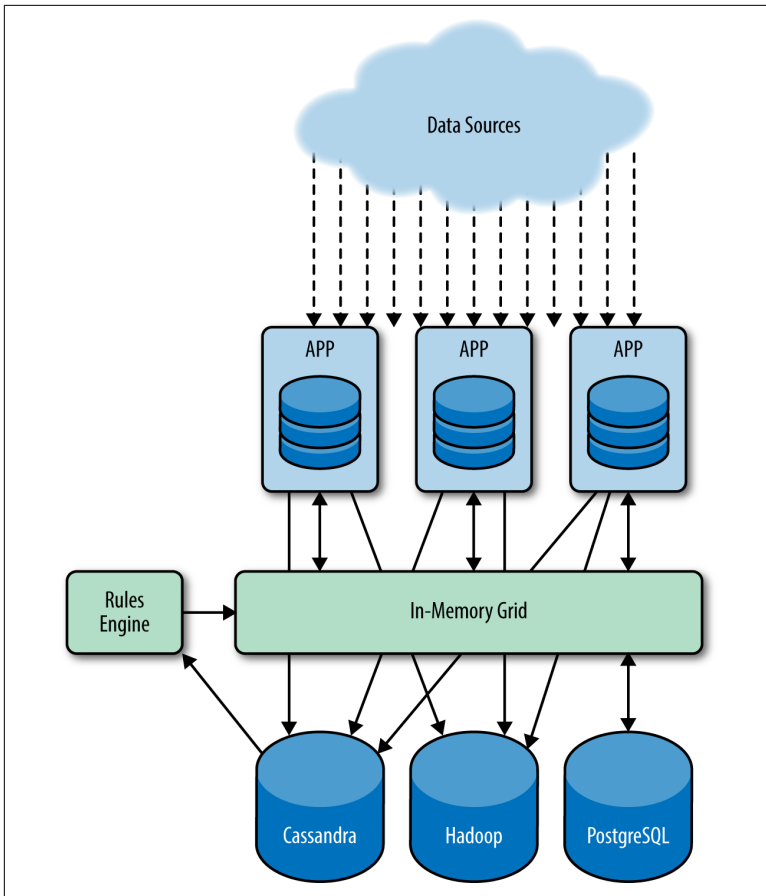 Data Sources
APP
APP
APP
Rules
Engine
In-Memory Grid
Cassandra
Hadoop
PostgreSQL